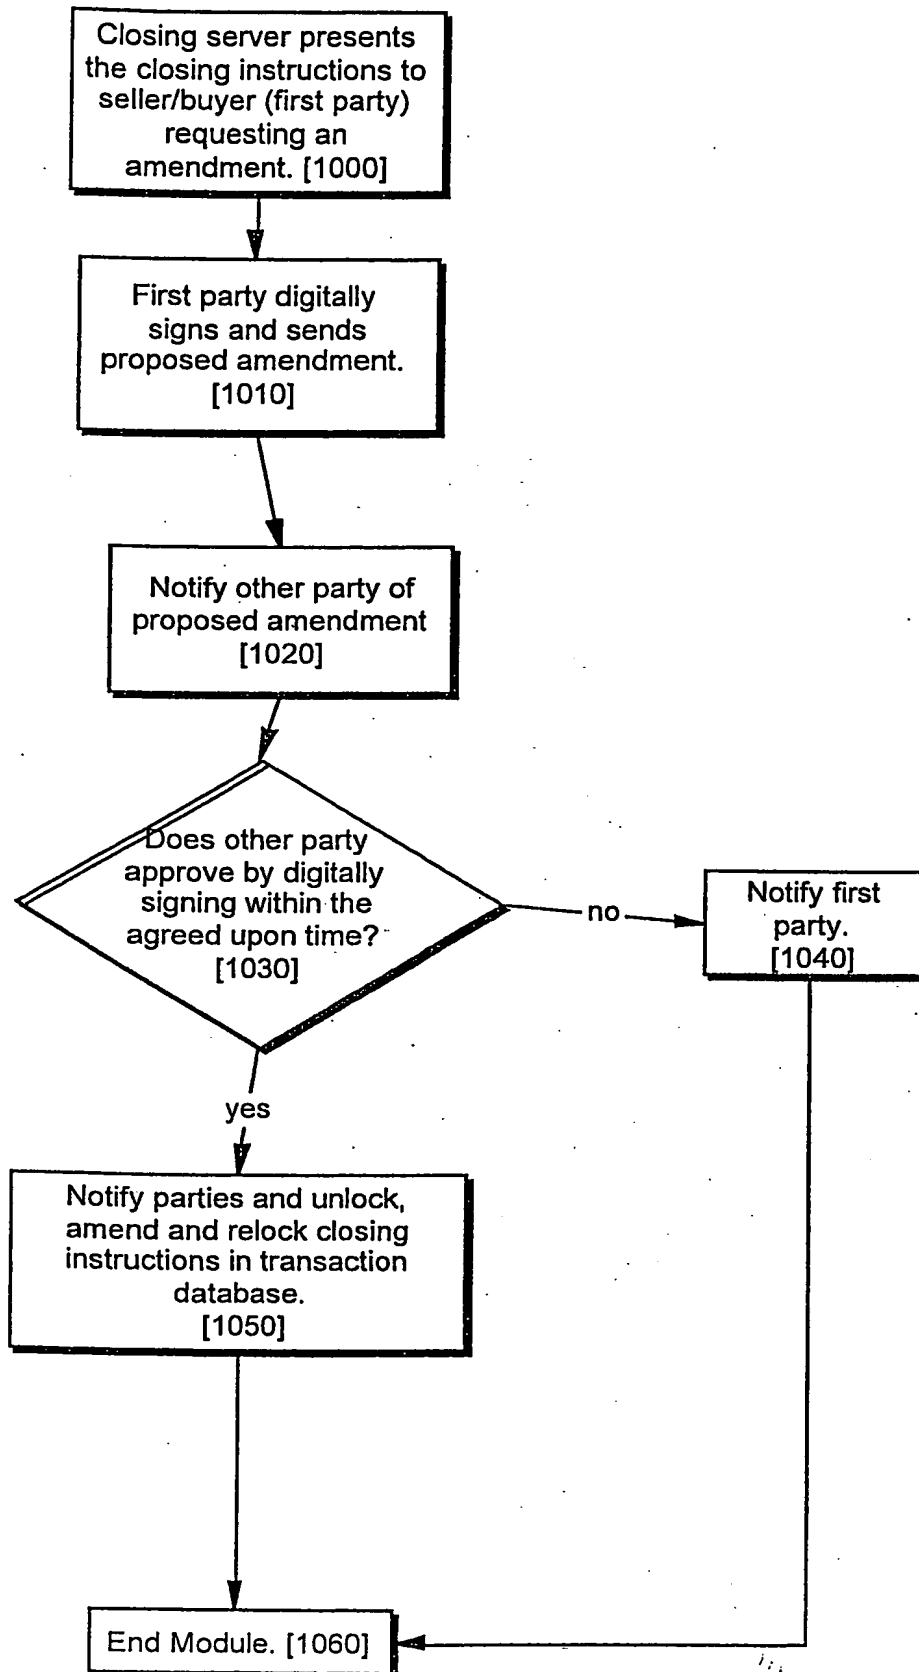 Closing server presents
the closing instructions to
seller/buyer (first party)
requesting an
amendment. [1000]
First party digitally
signs and sends
proposed amendment.
[1010]
Notify other party of
proposed amendment
[1020]
Does other party
approve by digitally
signing within the
agreed upon time?
[1030]
no
Notify first
party.
[1040]
yes
Notify parties and unlock,
amend and relock closing
instructions in transaction
database.
[1050]
End Module. [1060]